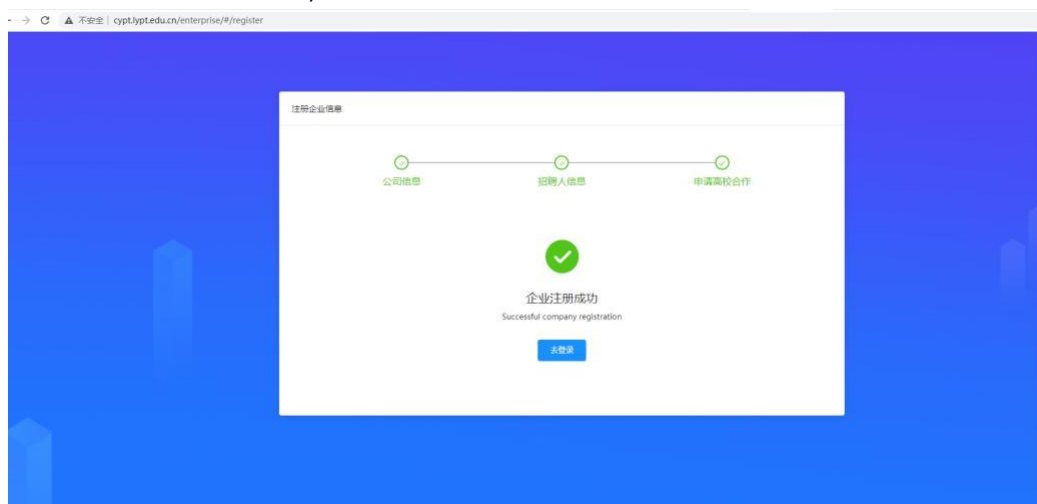 不安全 | cypt.lypt.edu.cn/enterprise/#/register
注册企业信息
公司信息 招聘人信息 申请高校合作
企业注册成功
Successful company registration
去登录